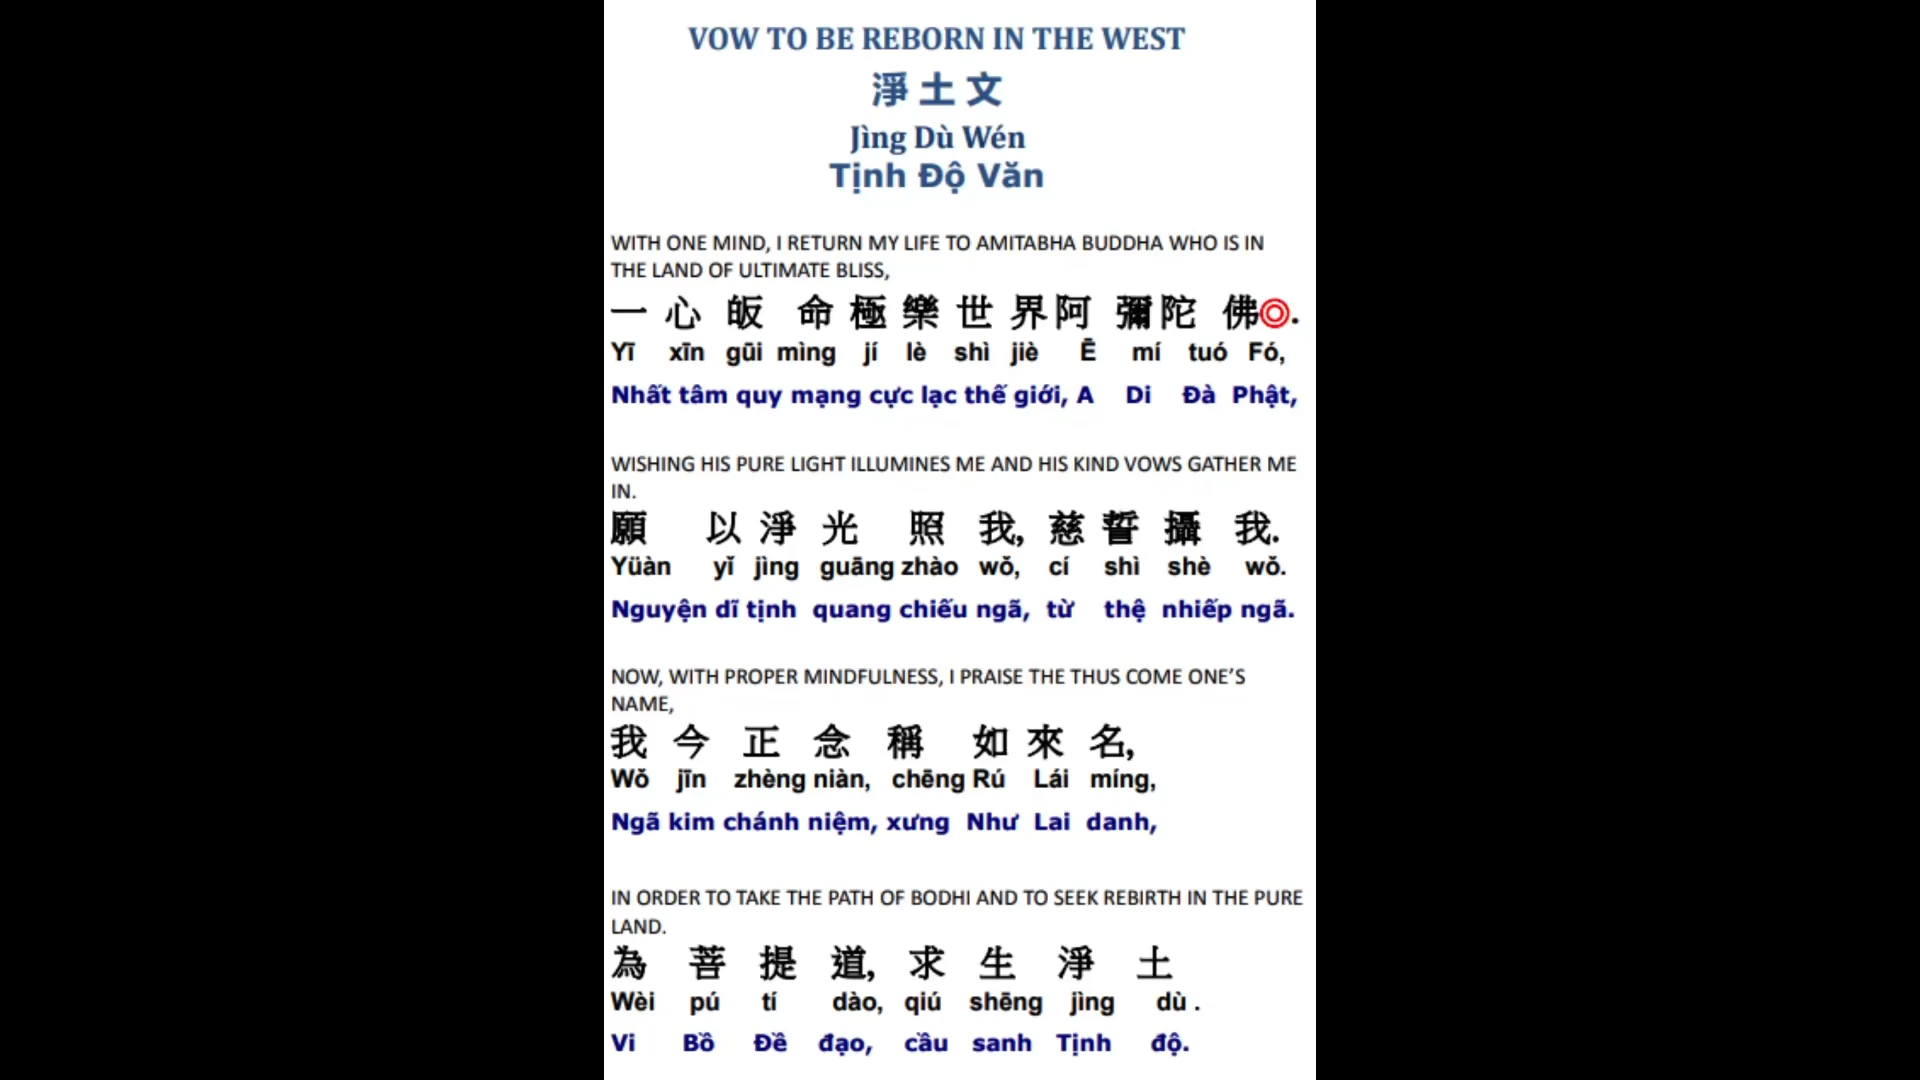 VOW TO BE REBORN IN THE WEST
淨 土 文
Jìng Dù Wén
Tịnh Độ Văn
WITH ONE MIND, I RETURN MY LIFE TO AMITABHA BUDDHA WHO IS IN
THE LAND OF ULTIMATE BLISS,
一 心 皈 命 極 樂 世 界 阿 彌 陀 佛◎.
Yī xīn gūi mìng jí lè shì jiè Ē mí tuó Fó,
Nhất tâm quy mạng cực lạc thế giới, A Di Đà Phật,
WISHING HIS PURE LIGHT ILLUMINES ME AND HIS KIND VOWS GATHER ME
IN.
願 以 淨 光 照 我, 慈 誓 攝 我.
Yüàn yǐ jìng guāng zhào wǒ, cí shì shè wǒ.
Nguyện dĩ tịnh quang chiếu ngã, từ thệ nhiếp ngã.
NOW, WITH PROPER MINDFULNESS, I PRAISE THE THUS COME ONE’S
NAME,
我 今 正 念 稱 如 來 名,
Wǒ jīn zhèng niàn, chēng Rú Lái míng,
Ngã kim chánh niệm, xưng Như Lai danh,
IN ORDER TO TAKE THE PATH OF BODHI AND TO SEEK REBIRTH IN THE PURE
LAND.
為 菩 提 道, 求 生 淨 土
Wèi pú tí dào, qiú shēng jìng dù .
Vi Bồ Đề đạo, cầu sanh Tịnh độ.